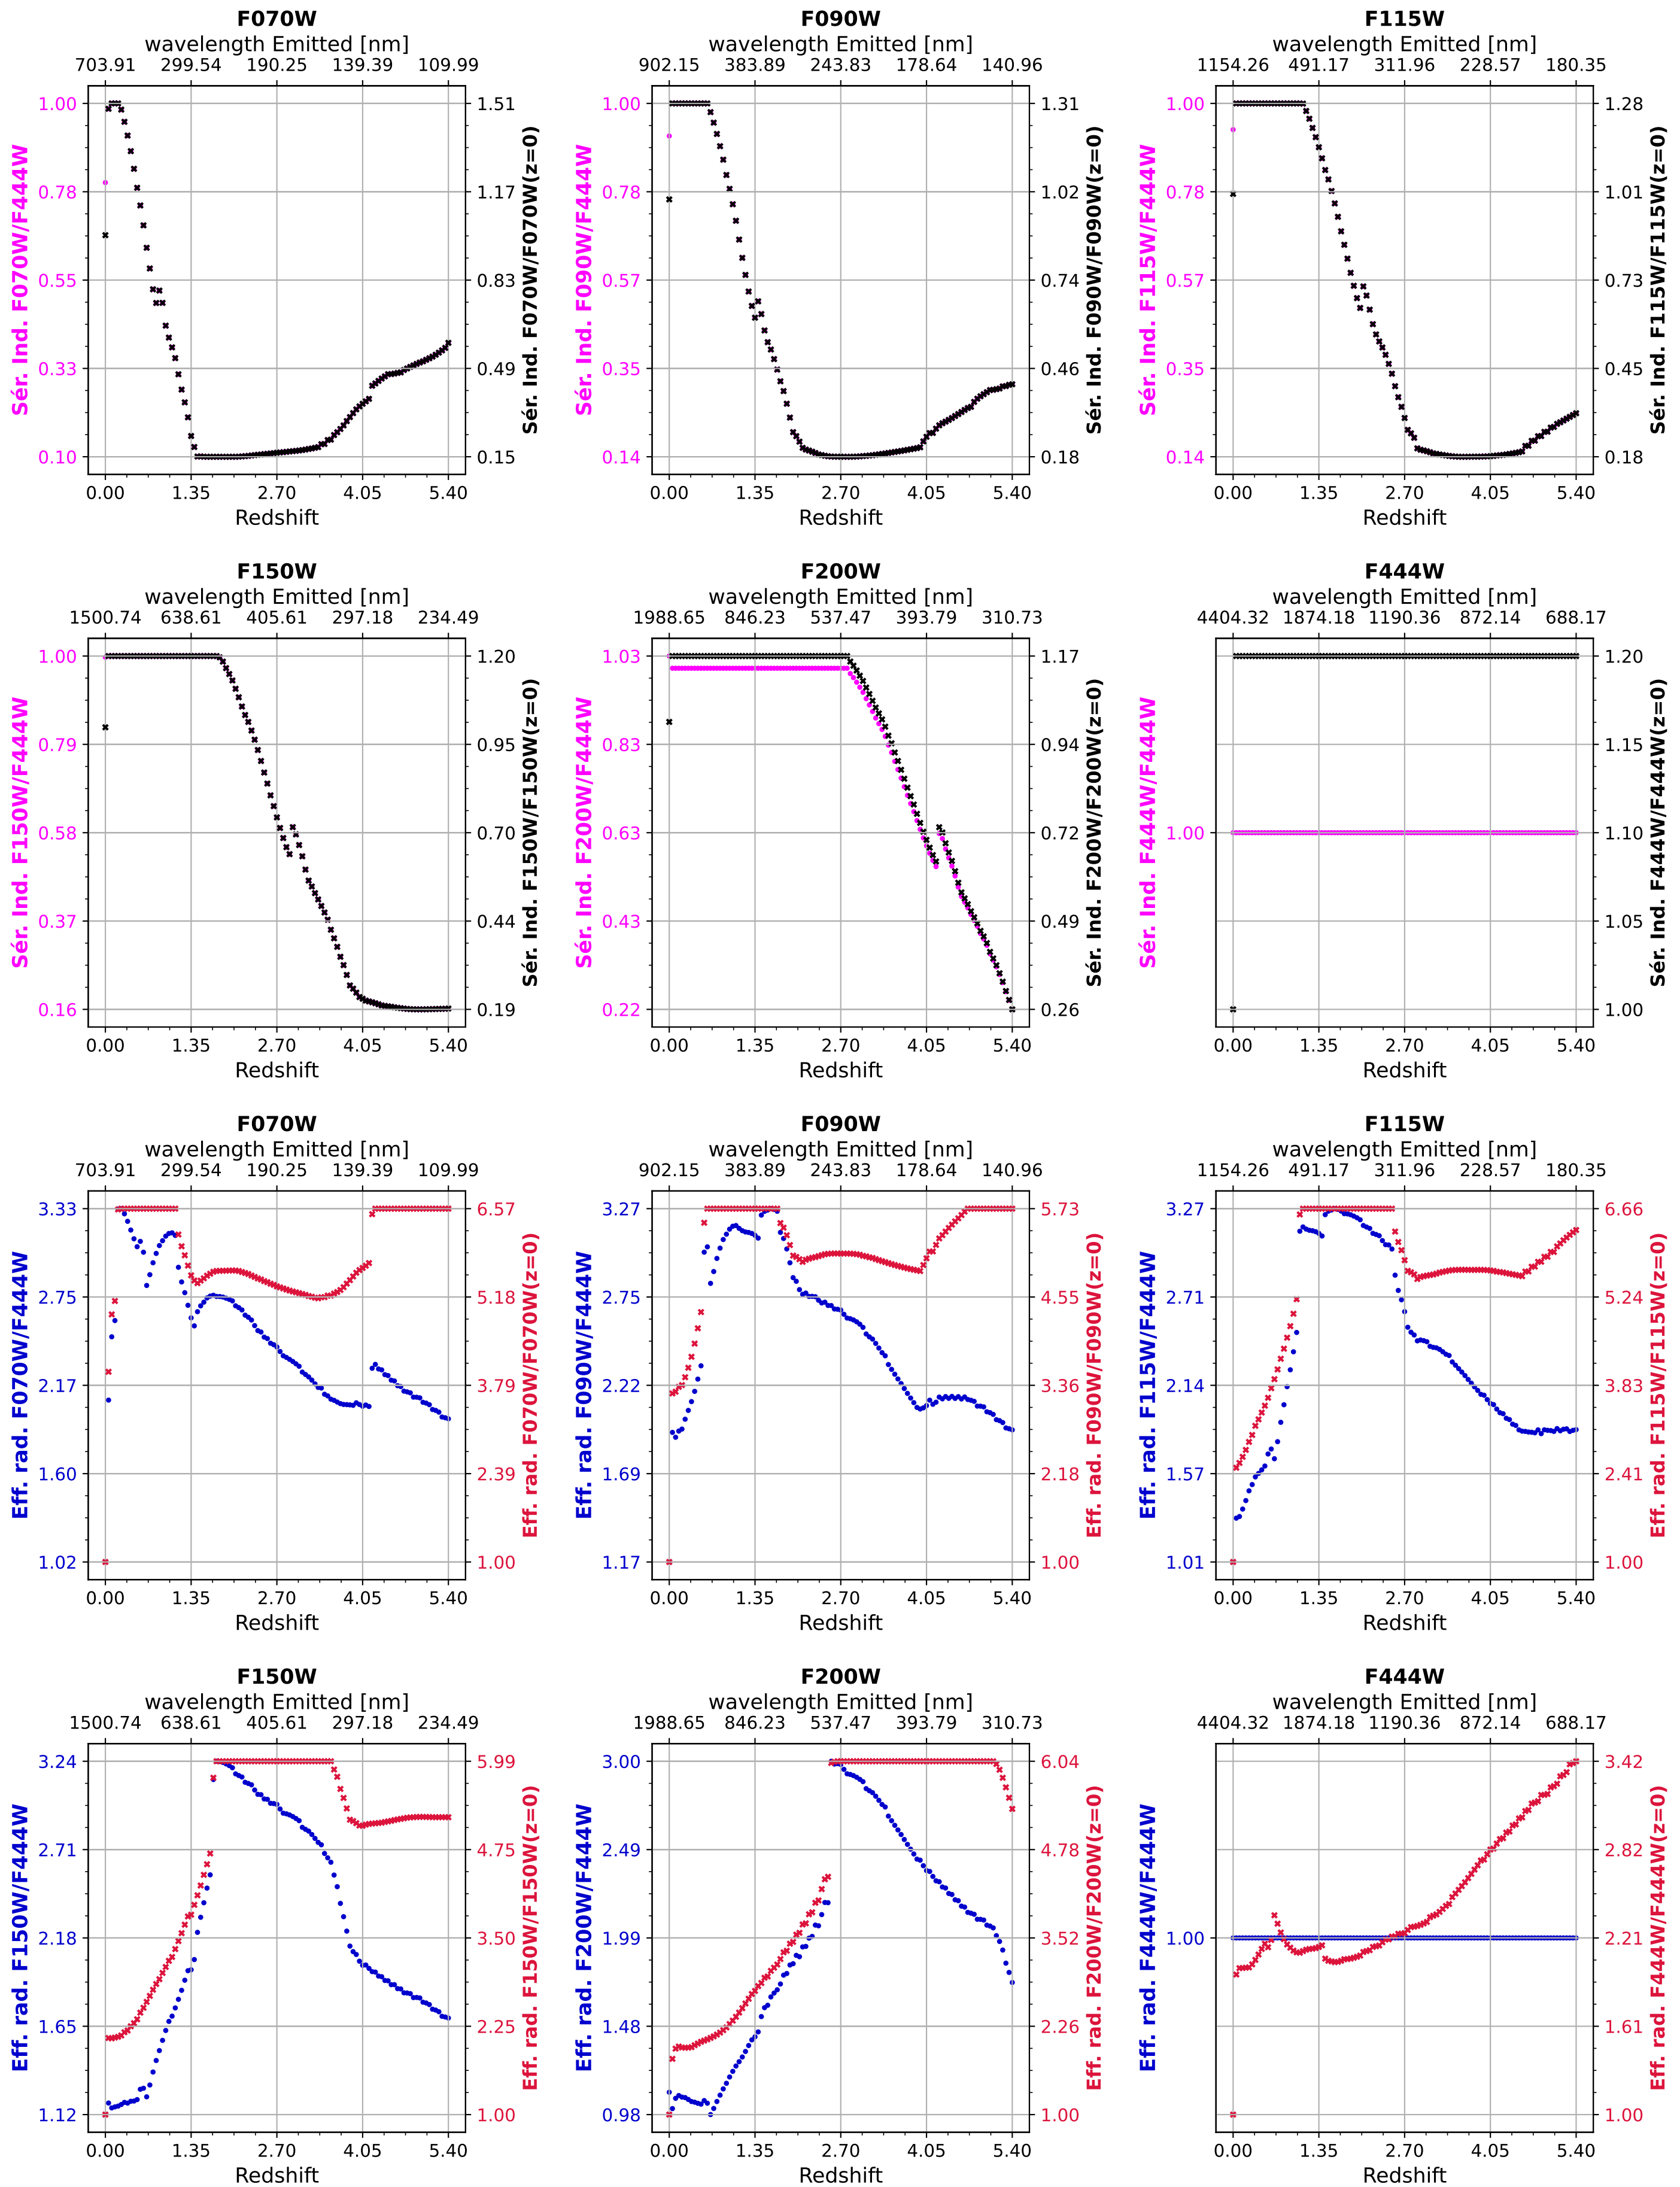 F070W
wavelength Emitted [nm]
703.91 299.54 190.25 139.39 109.99
Sér. Ind. F070W/F444W
1.00
0.78
0.55
0.33
0.10
1.51
1.17
0.83
0.49
0.15
Sér. Ind. F070W/F070W(z=0)
0.00 1.35 2.70 4.05 5.40
Redshift
F090W
wavelength Emitted [nm]
902.15 383.89 243.83 178.64 140.96
Sér. Ind. F090W/F444W
1.00
0.78
0.57
0.35
0.14
1.31
1.02
0.74
0.46
0.18
Sér. Ind. F090W/F090W(z=0)
0.00 1.35 2.70 4.05 5.40
Redshift
F115W
wavelength Emitted [nm]
1154.26 491.17 311.96 228.57 180.35
Sér. Ind. F115W/F444W
1.00
0.78
0.57
0.35
0.14
1.28
1.01
0.73
0.45
0.18
Sér. Ind. F115W/F115W(z=0)
0.00 1.35 2.70 4.05 5.40
Redshift
F150W
wavelength Emitted [nm]
1500.74 638.61 405.61 297.18 234.49
Sér. Ind. F150W/F444W
1.00
0.79
0.58
0.37
0.16
1.20
0.95
0.70
0.44
0.19
Sér. Ind. F150W/F150W(z=0)
0.00 1.35 2.70 4.05 5.40
Redshift
F200W
wavelength Emitted [nm]
1988.65 846.23 537.47 393.79 310.73
Sér. Ind. F200W/F444W
1.03
0.83
0.63
0.43
0.22
1.17
0.94
0.72
0.49
0.26
Sér. Ind. F200W/F200W(z=0)
0.00 1.35 2.70 4.05 5.40
Redshift
F444W
wavelength Emitted [nm]
4404.32 1874.18 1190.36 872.14 688.17
Sér. Ind. F444W/F444W
1.00
1.20
1.15
1.10
1.05
1.00
Sér. Ind. F444W/F444W(z=0)
0.00 1.35 2.70 4.05 5.40
Redshift
F070W
wavelength Emitted [nm]
703.91 299.54 190.25 139.39 109.99
Eff. rad. F070W/F444W
3.33
2.75
2.17
1.60
1.02
6.57
5.18
3.79
2.39
1.00
Eff. rad. F070W/F070W(z=0)
0.00 1.35 2.70 4.05 5.40
Redshift
F090W
wavelength Emitted [nm]
902.15 383.89 243.83 178.64 140.96
Eff. rad. F090W/F444W
3.27
2.75
2.22
1.69
1.17
5.73
4.55
3.36
2.18
1.00
Eff. rad. F090W/F090W(z=0)
0.00 1.35 2.70 4.05 5.40
Redshift
F115W
wavelength Emitted [nm]
1154.26 491.17 311.96 228.57 180.35
Eff. rad. F115W/F444W
3.27
2.71
2.14
1.57
1.01
6.66
5.24
3.83
2.41
1.00
Eff. rad. F115W/F115W(z=0)
0.00 1.35 2.70 4.05 5.40
Redshift
F150W
wavelength Emitted [nm]
1500.74 638.61 405.61 297.18 234.49
Eff. rad. F150W/F444W
3.24
2.71
2.18
1.65
1.12
5.99
4.75
3.50
2.25
1.00
Eff. rad. F150W/F150W(z=0)
0.00 1.35 2.70 4.05 5.40
Redshift
F200W
wavelength Emitted [nm]
1988.65 846.23 537.47 393.79 310.73
Eff. rad. F200W/F444W
3.00
2.49
1.99
1.48
0.98
6.04
4.78
3.52
2.26
1.00
Eff. rad. F200W/F200W(z=0)
0.00 1.35 2.70 4.05 5.40
Redshift
F444W
wavelength Emitted [nm]
4404.32 1874.18 1190.36 872.14 688.17
Eff. rad. F444W/F444W
1.00
3.42
2.82
2.21
1.61
1.00
Eff. rad. F444W/F444W(z=0)
0.00 1.35 2.70 4.05 5.40
Redshift